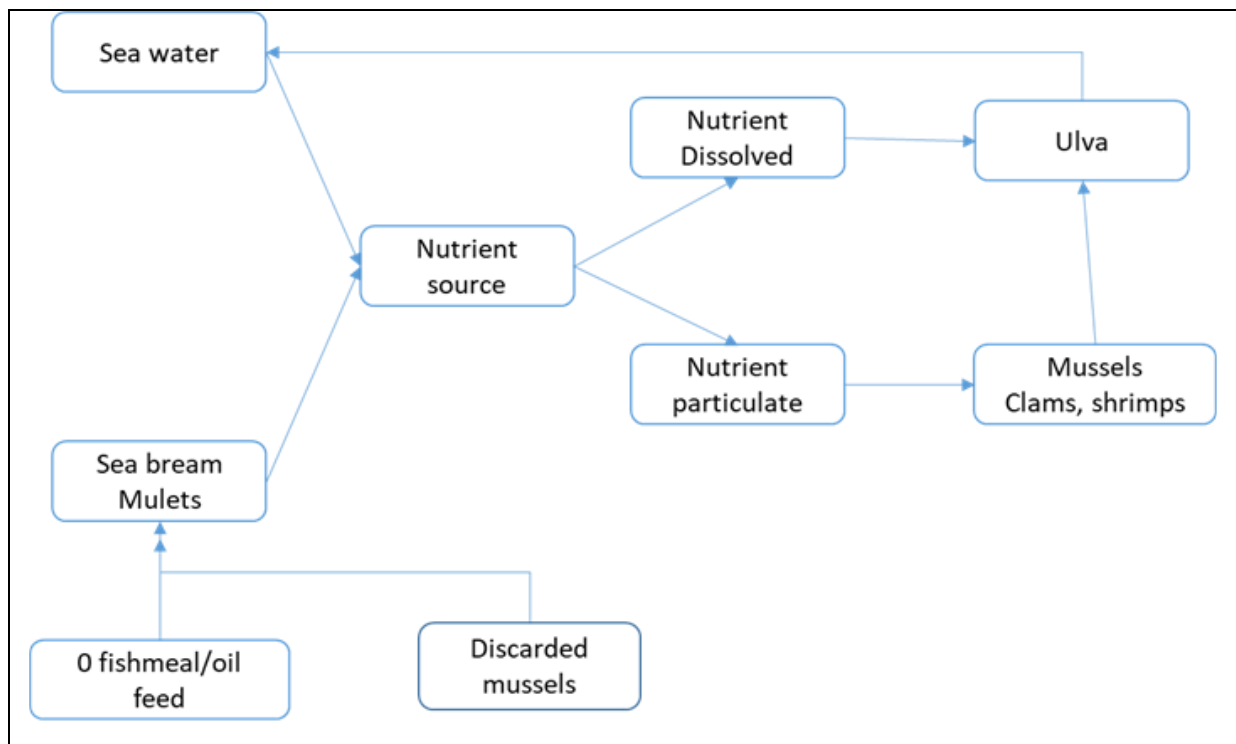 Sea water
Nutrient
Dissolved
Ulva
Nutrient
source
Nutrient
particulate
Mussels
Clams, shrimps
Sea bream
Mulets
0 fishmeal/oil
feed
Discarded
mussels